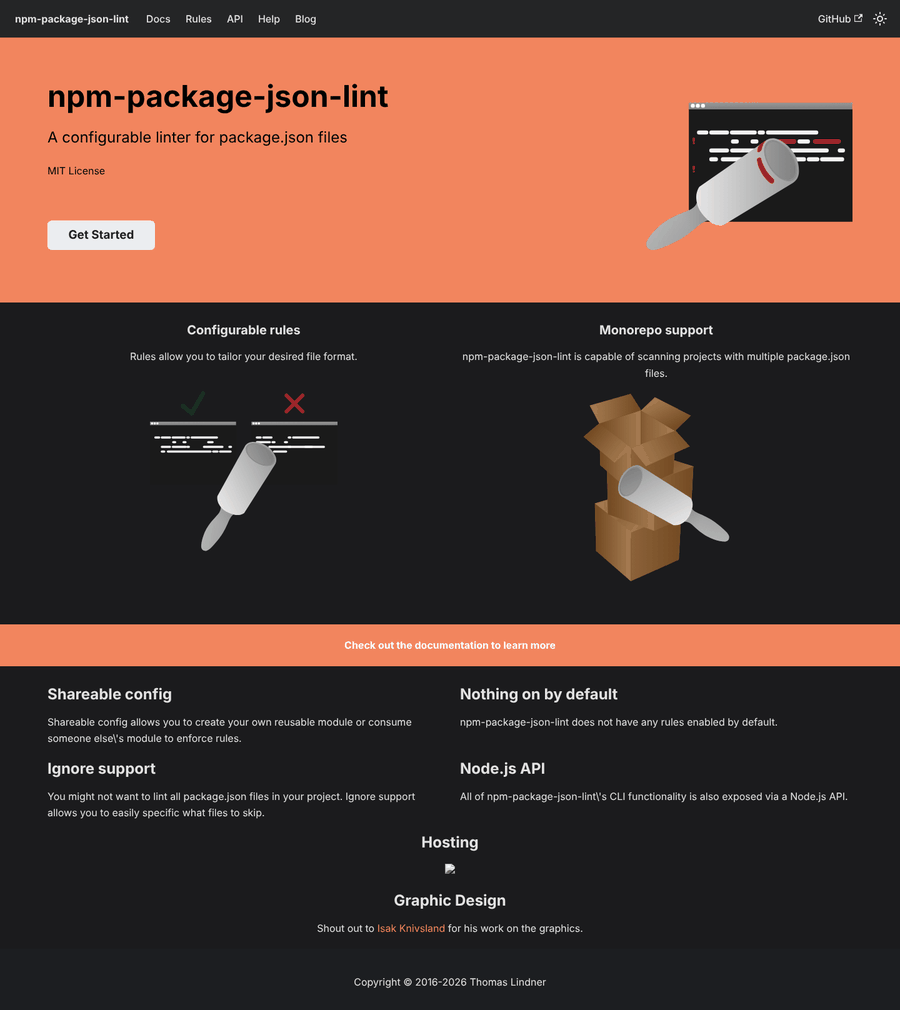 npm-package-json-lint Docs Rules API Help Blog GitHub
npm-package-json-lint
A configurable linter for package.json files
MIT License
Get Started
Configurable rules
Rules allow you to tailor your desired file format.
Monorepo support
npm-package-json-lint is capable of scanning projects with multiple package.json
files.
Check out the documentation to learn more
Shareable config
Shareable config allows you to create your own reusable module or consume
someone else\'s module to enforce rules.
Nothing on by default
npm-package-json-lint does not have any rules enabled by default.
Ignore support
You might not want to lint all package.json files in your project. Ignore support
allows you to easily specific what files to skip.
Node.js API
All of npm-package-json-lint\'s CLI functionality is also exposed via a Node.js API.
Hosting
Graphic Design
Shout out to Isak Knivsland for his work on the graphics.
Copyright © 2016-2026 Thomas Lindner